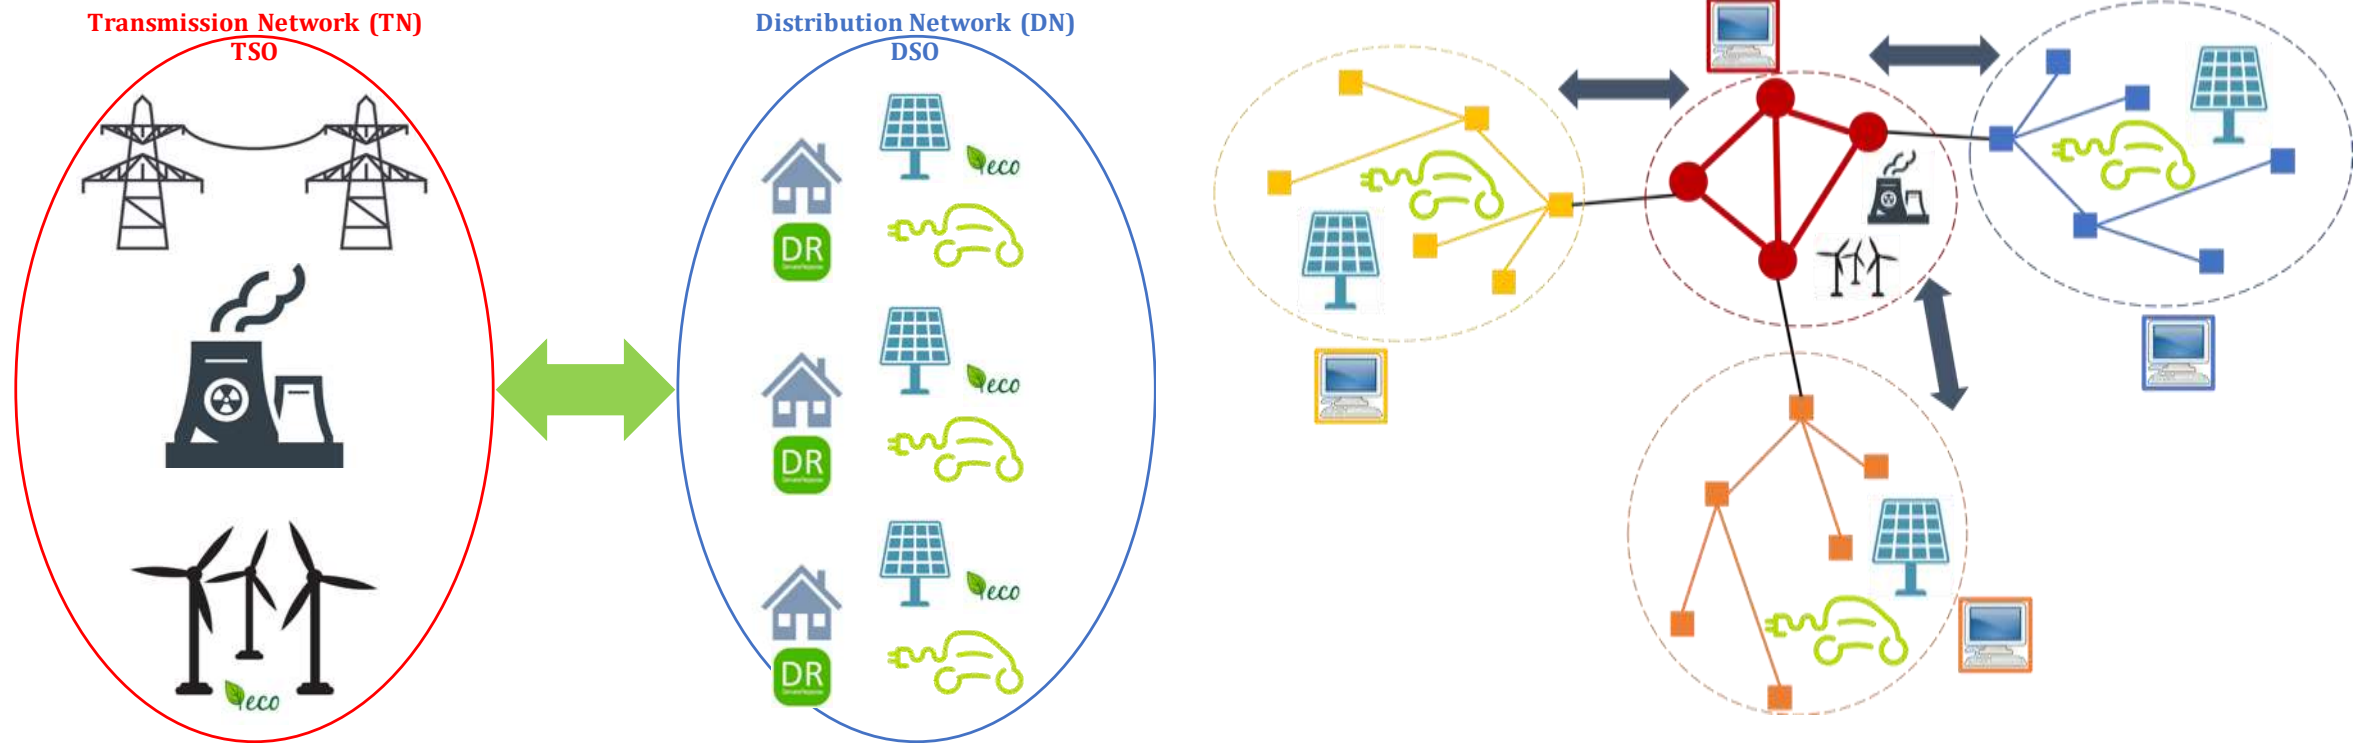 Transmission Network (TN)
TSO
Distribution Network (DN)
DSO
eco
DR
eco
DR
eco
DR
eco